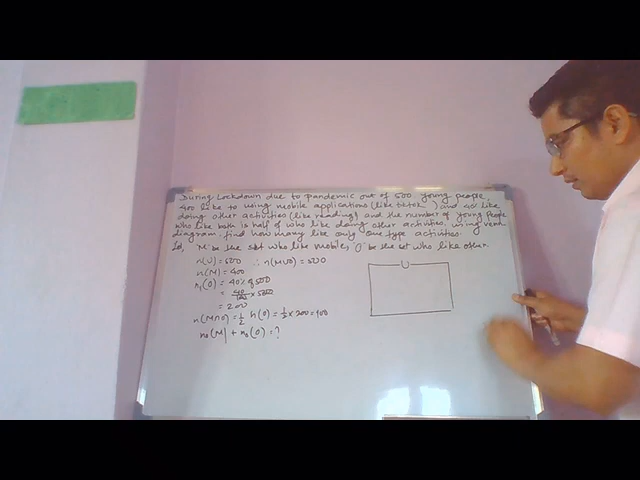 During Lockdown due to pandemic out of 500 young people,
400 like to using mobile applications (like tiktok...) and 40% like
doing other activities (like reading) and the number of young people
who like both is half of who like doing other activities. using venn
diagram, find how many like only one type activities.
'M' be the set who like mobile, 'O' be the set who like other.
n(U) = 500 ∴ n(MUO) = 500
n(M) = 400
n(O) = 40% of 500
= 40/100 × 500
= 200
n(M∩O) = 1/2 n(O) = 1/2 × 200 = 100
no(M) + no(O) = ?
U